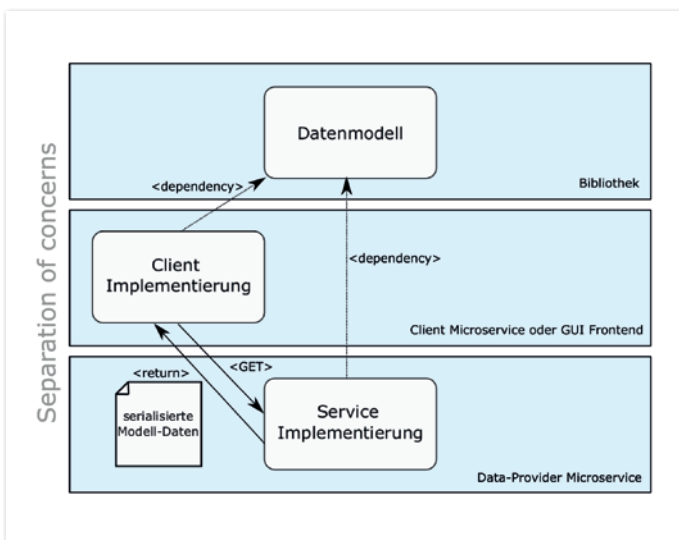 Separation of concerns
Datenmodell
<dependency>
Bibliothek
Client
Implementierung
<dependency>
Client Microservice oder GUI Frontend
<return>
<GET>
serialisierte
Modell-Daten
Service
Implementierung
Data-Provider Microservice